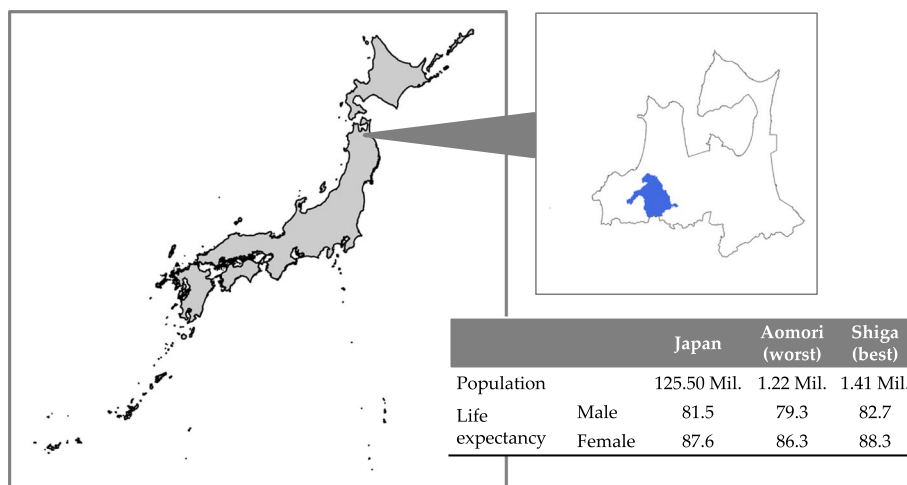 Japan Aomori (worst) Shiga (best)
Population 125.50 Mil. 1.22 Mil. 1.41 Mil.
Life expectancy Male 81.5 79.3 82.7
Female 87.6 86.3 88.3